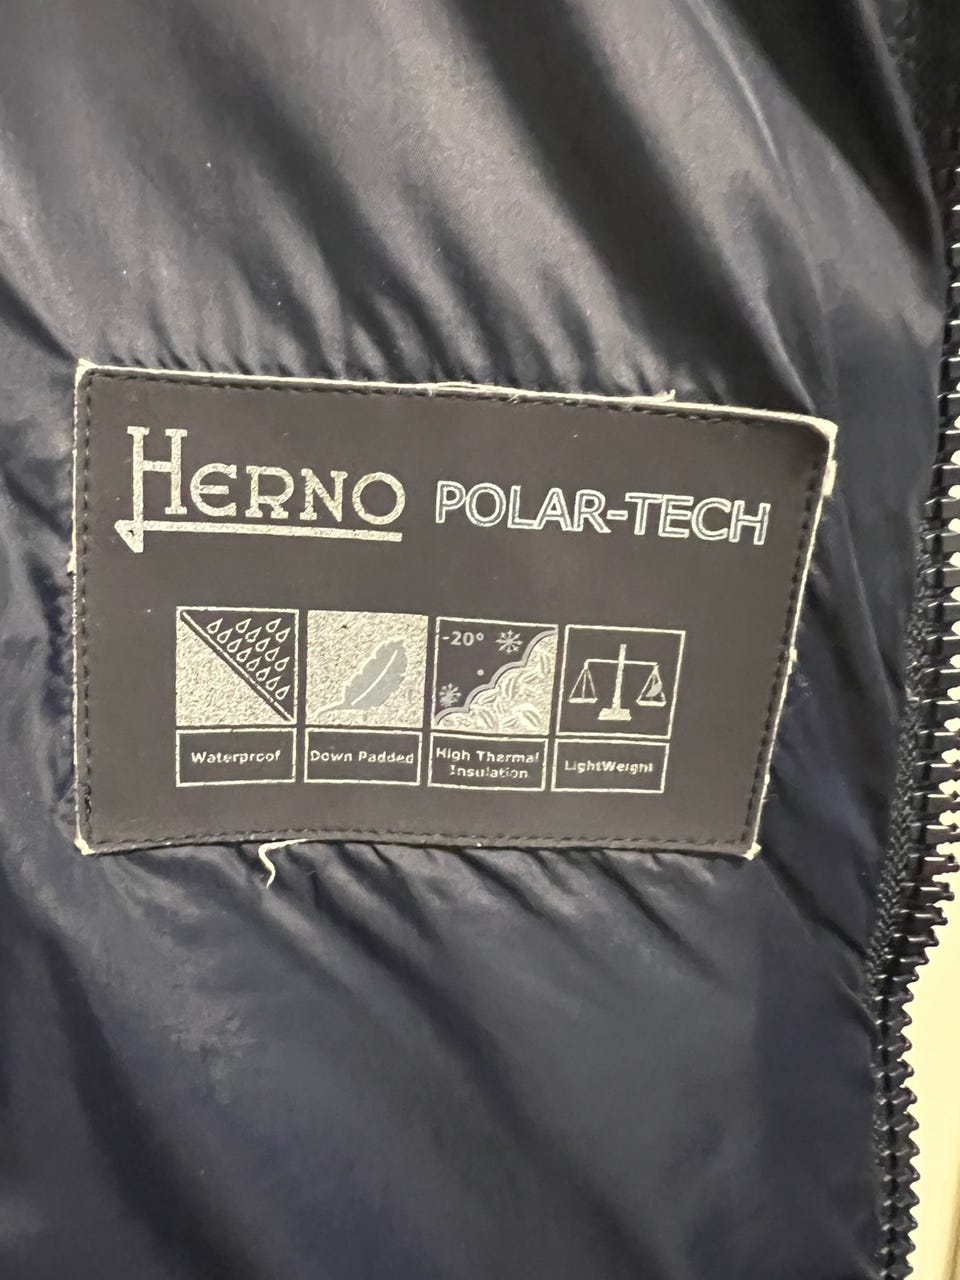 HERNO POLAR-TECH
-20°
Waterproof
Down Padded
High Thermal
Insulation
LightWeight